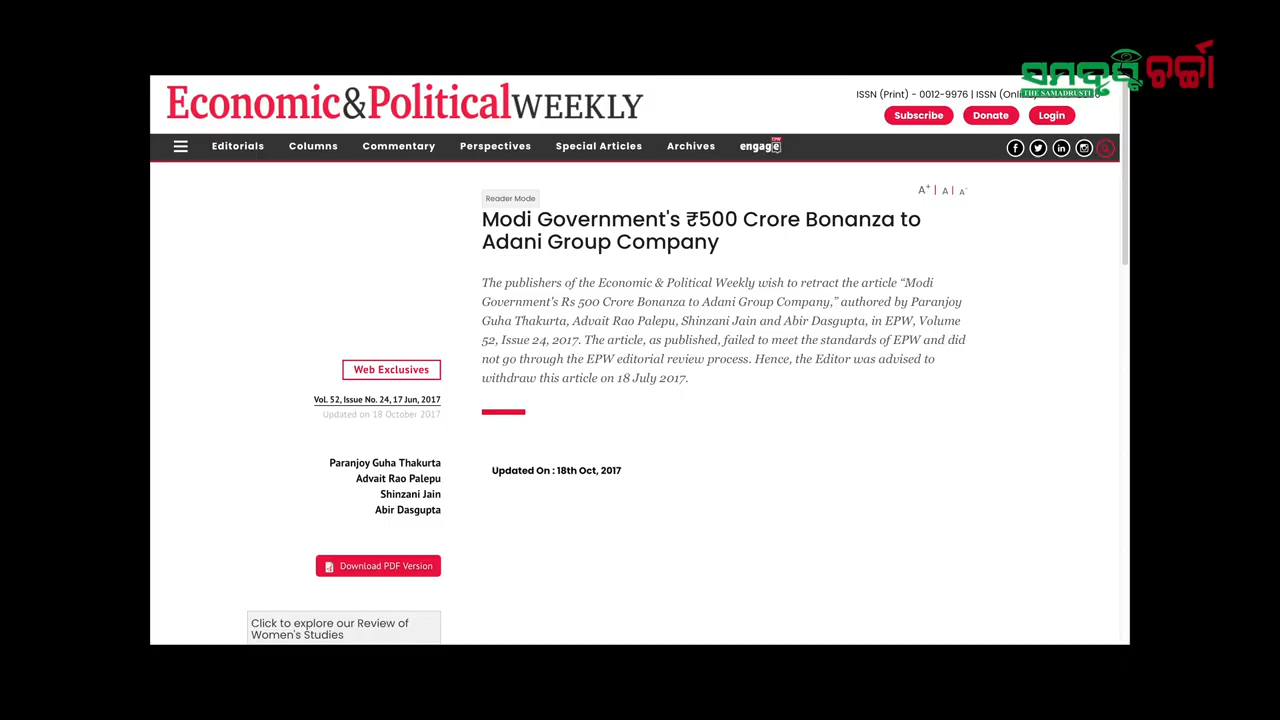 ସମଦୃଷ୍ଟି ଚର୍ଚ୍ଚା
THE SAMADRUSTI
Economic&PoliticalWEEKLY
ISSN (Print) - 0012-9976 | ISSN
Subscribe Donate Login
Editorials Columns Commentary Perspectives Special Articles Archives engage
EPW
A+ | A | A-
Reader Mode
Modi Government's ₹500 Crore Bonanza to
Adani Group Company
The publishers of the Economic & Political Weekly wish to retract the article “Modi
Government's Rs 500 Crore Bonanza to Adani Group Company,” authored by Paranjoy
Guha Thakurta, Advait Rao Palepu, Shinzani Jain and Abir Dasgupta, in EPW, Volume
52, Issue 24, 2017. The article, as published, failed to meet the standards of EPW and did
not go through the EPW editorial review process. Hence, the Editor was advised to
withdraw this article on 18 July 2017.
Web Exclusives
Vol. 52, Issue No. 24, 17 Jun, 2017
Updated on 18 October 2017
Updated On : 18th Oct, 2017
Paranjoy Guha Thakurta
Advait Rao Palepu
Shinzani Jain
Abir Dasgupta
Download PDF Version
Click to explore our Review of
Women's Studies